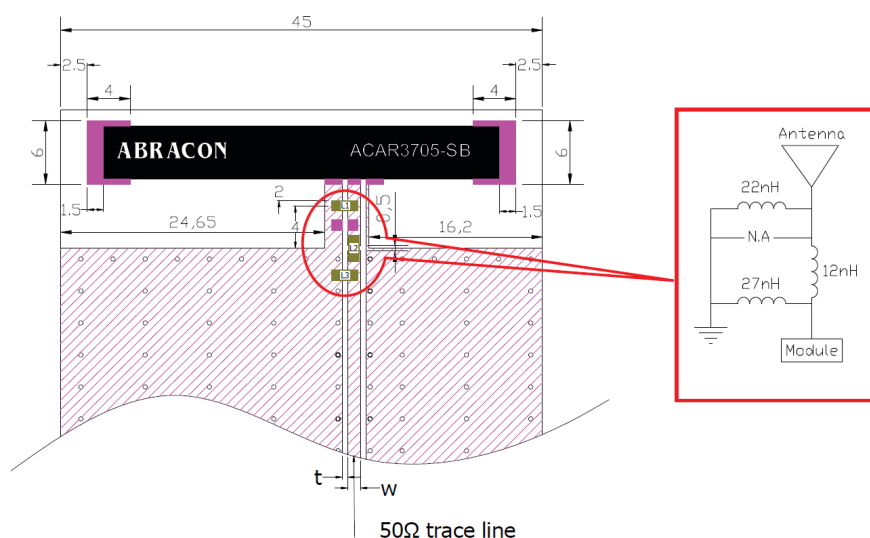 45
2.5
2.5
4
4
6
ABRACON
ACAR3705-SB
6
1.5
1.5
2
L1
0,5
24,65
4
16,2
L2
L3
t
w
50Ω trace line
Antenna
22nH
N.A
12nH
27nH
Module